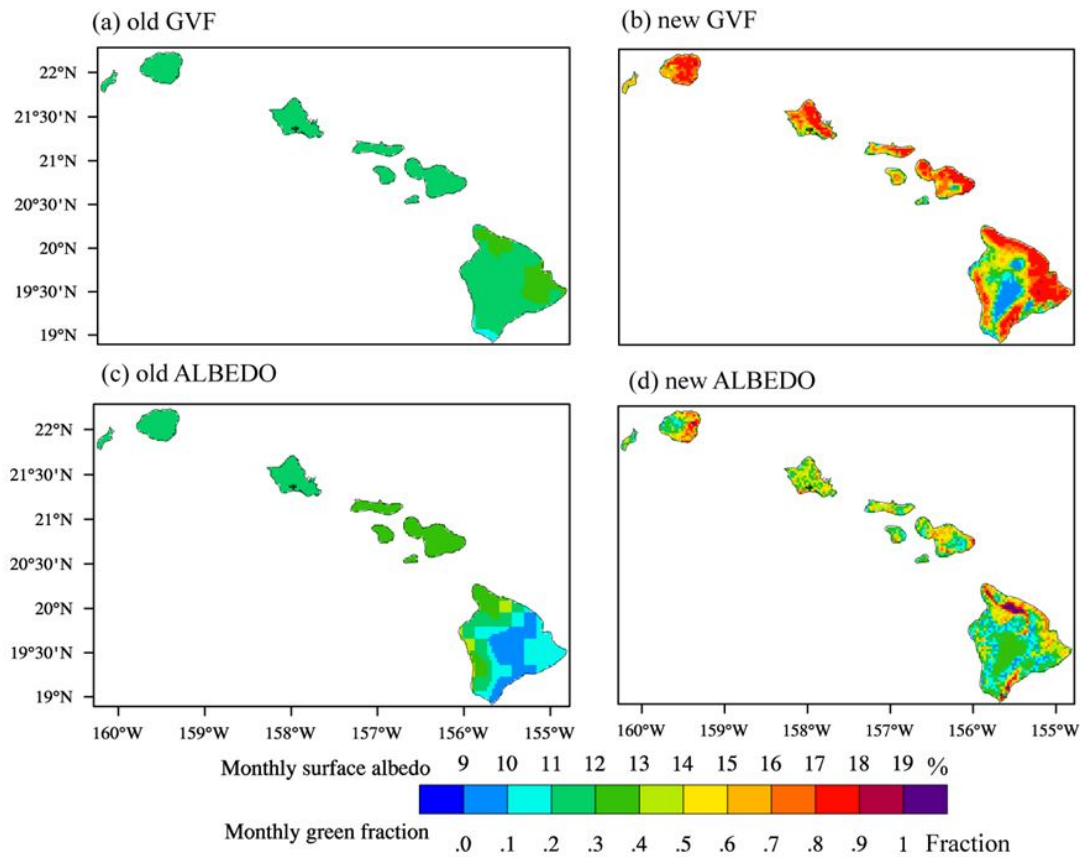 (a) old GVF
(b) new GVF
22°N
21°30'N
21°N
20°30'N
20°N
19°30'N
19°N
(c) old ALBEDO
(d) new ALBEDO
22°N
21°30'N
21°N
20°30'N
20°N
19°30'N
19°N
160°W 159°W 158°W 157°W 156°W 155°W
160°W 159°W 158°W 157°W 156°W 155°W
Monthly surface albedo 9 10 11 12 13 14 15 16 17 18 19 %
Monthly green fraction .0 .1 .2 .3 .4 .5 .6 .7 .8 .9 1 Fraction